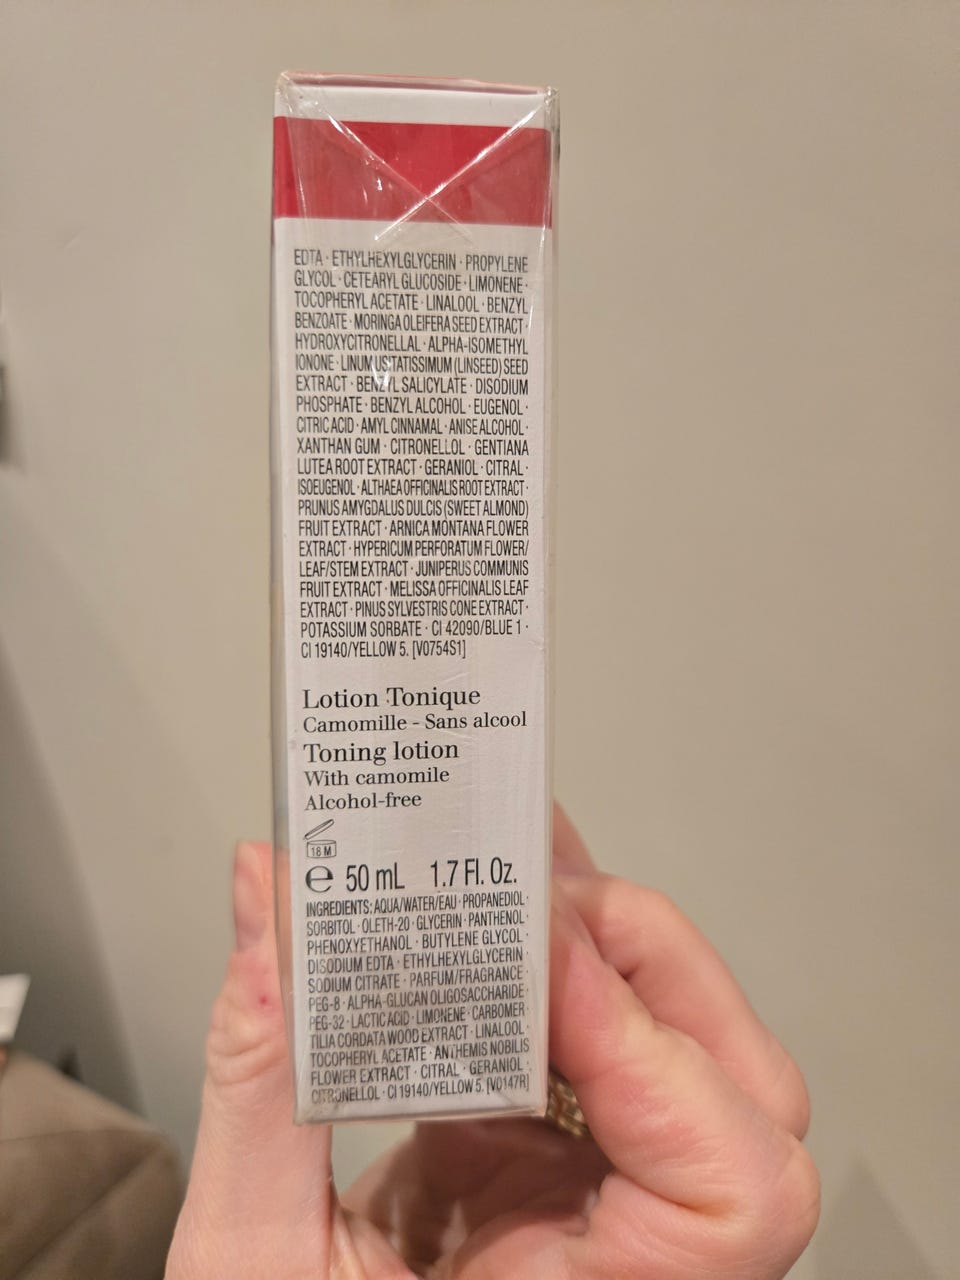 EDTA · ETHYLHEXYLGLYCERIN · PROPYLENE
GLYCOL · CETEARYL GLUCOSIDE · LIMONENE ·
TOCOPHERYL ACETATE · LINALOOL · BENZYL
BENZOATE · MORINGA OLEIFERA SEED EXTRACT ·
HYDROXYCITRONELLAL · ALPHA-ISOMETHYL
IONONE · LINUM USITATISSIMUM (LINSEED) SEED
EXTRACT · BENZYL SALICYLATE · DISODIUM
PHOSPHATE · BENZYL ALCOHOL · EUGENOL ·
CITRIC ACID · AMYL CINNAMAL · ANISE ALCOHOL ·
XANTHAN GUM · CITRONELLOL · GENTIANA
LUTEA ROOT EXTRACT · GERANIOL · CITRAL ·
ISOEUGENOL · ALTHAEA OFFICINALIS ROOT EXTRACT ·
PRUNUS AMYGDALUS DULCIS (SWEET ALMOND)
FRUIT EXTRACT · ARNICA MONTANA FLOWER
EXTRACT · HYPERICUM PERFORATUM FLOWER/
LEAF/STEM EXTRACT · JUNIPERUS COMMUNIS
FRUIT EXTRACT · MELISSA OFFICINALIS LEAF
EXTRACT · PINUS SYLVESTRIS CONE EXTRACT ·
POTASSIUM SORBATE · CI 42090/BLUE 1 ·
CI 19140/YELLOW 5. [V0754S1]
Lotion Tonique
Camomille - Sans alcool
Toning lotion
With camomile
Alcohol-free
18 M
℮ 50 mL 1.7 Fl. Oz.
INGREDIENTS: AQUA/WATER/EAU · PROPANEDIOL ·
SORBITOL · OLETH-20 · GLYCERIN · PANTHENOL ·
PHENOXYETHANOL · BUTYLENE GLYCOL ·
DISODIUM EDTA · ETHYLHEXYLGLYCERIN ·
SODIUM CITRATE · PARFUM/FRAGRANCE ·
PEG-8 · ALPHA-GLUCAN OLIGOSACCHARIDE ·
PEG-32 · LACTIC ACID · LIMONENE · CARBOMER ·
TILIA CORDATA WOOD EXTRACT · LINALOOL ·
TOCOPHERYL ACETATE · ANTHEMIS NOBILIS
FLOWER EXTRACT · CITRAL · GERANIOL ·
CITRONELLOL · CI 19140/YELLOW 5. [V0147R]